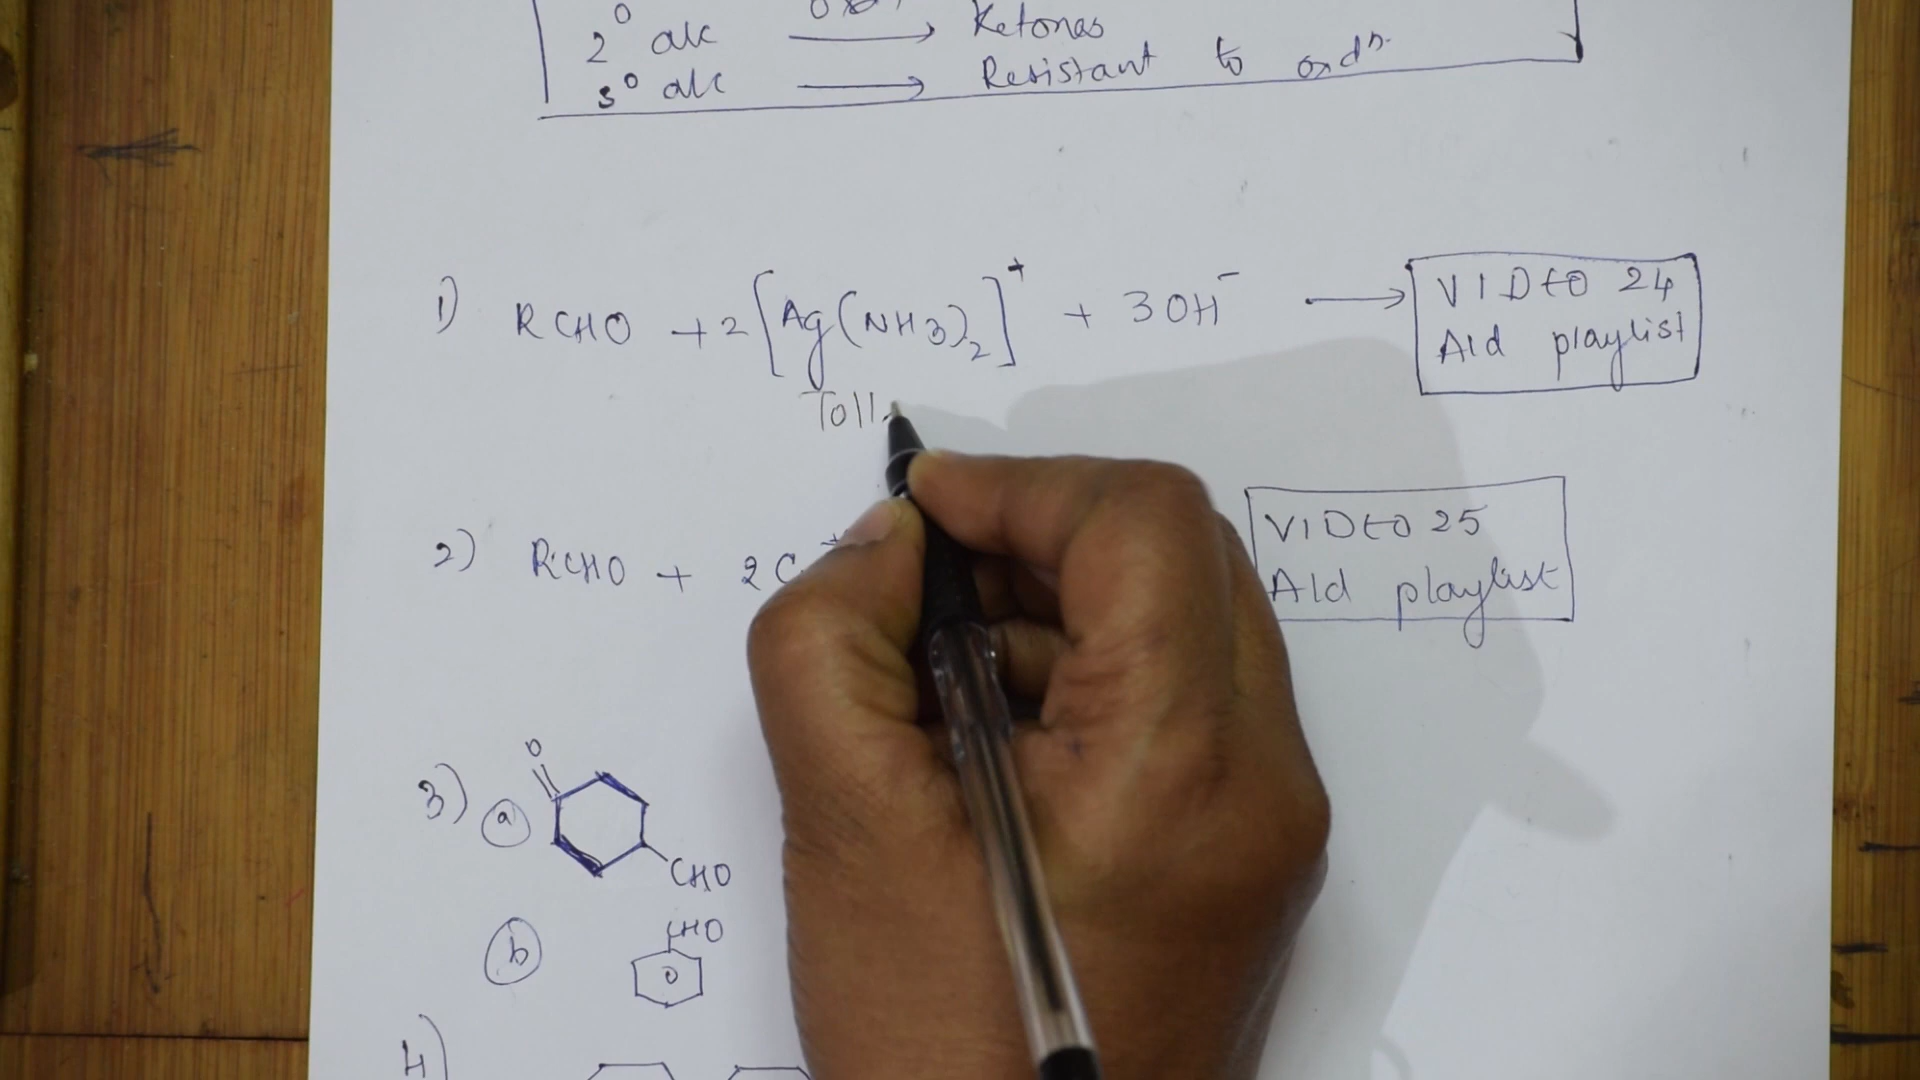 2° alc ⟶ Ketones
3° alc ⟶ Resistant to oxdⁿ.
1) RCHO + 2[Ag(NH3)₂]⁺ + 3OH⁻ ⟶ VIDEO 24
Ald playlist
Toll
2) RCHO + 2C VIDEO 25
Ald playlist
3) a O CHO
b CHO
4)